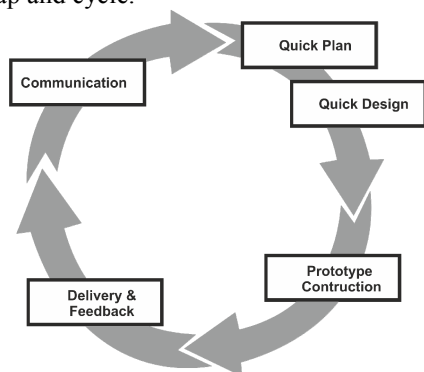 up and cycle.
Quick Plan
Communication
Quick Design
Prototype
Contruction
Delivery &
Feedback